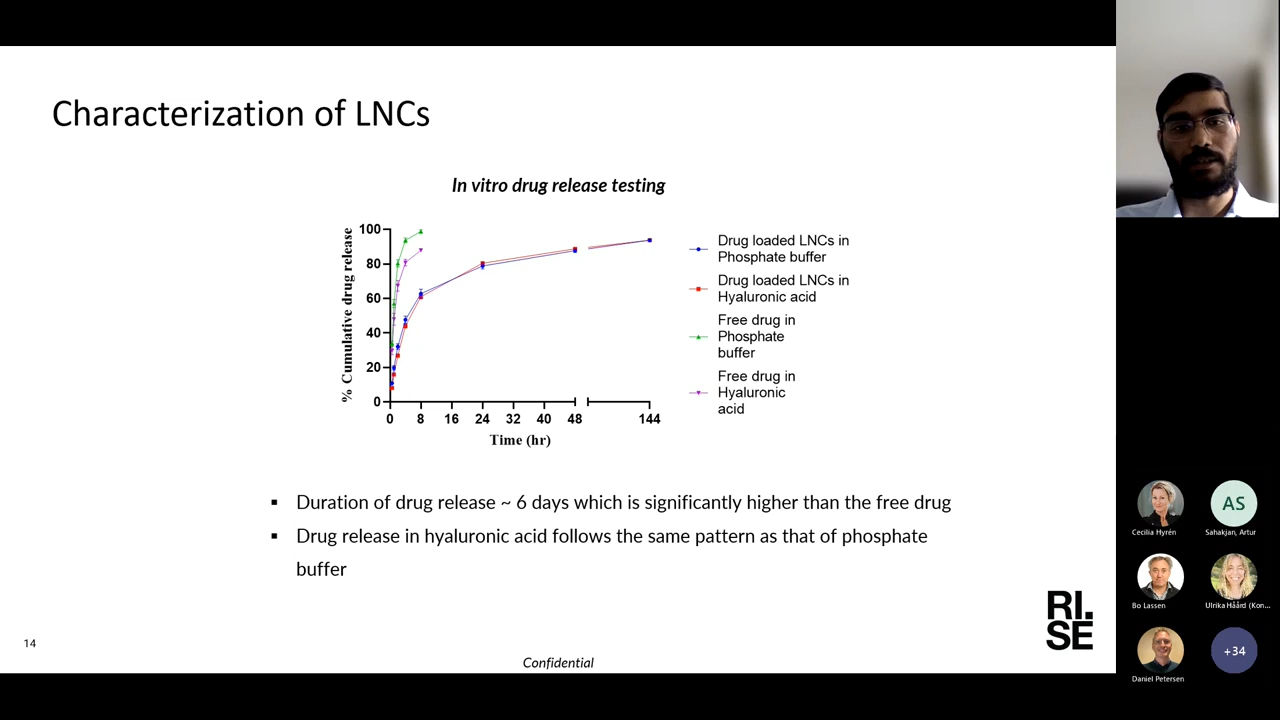 Characterization of LNCs
In vitro drug release testing
% Cumulative drug release
100
80
60
40
20
0
0 8 16 24 32 40 48 144
Time (hr)
Drug loaded LNCs in
Phosphate buffer
Drug loaded LNCs in
Hyaluronic acid
Free drug in
Phosphate
buffer
Free drug in
Hyaluronic
acid
▪ Duration of drug release ~ 6 days which is significantly higher than the free drug
▪ Drug release in hyaluronic acid follows the same pattern as that of phosphate
buffer
14
Confidential
RI.
SE
AS
Cecilia Hyrén
Sahakjan, Artur
Bo Lassen
Ulrika Håård (Kon...
Daniel Petersen
+34